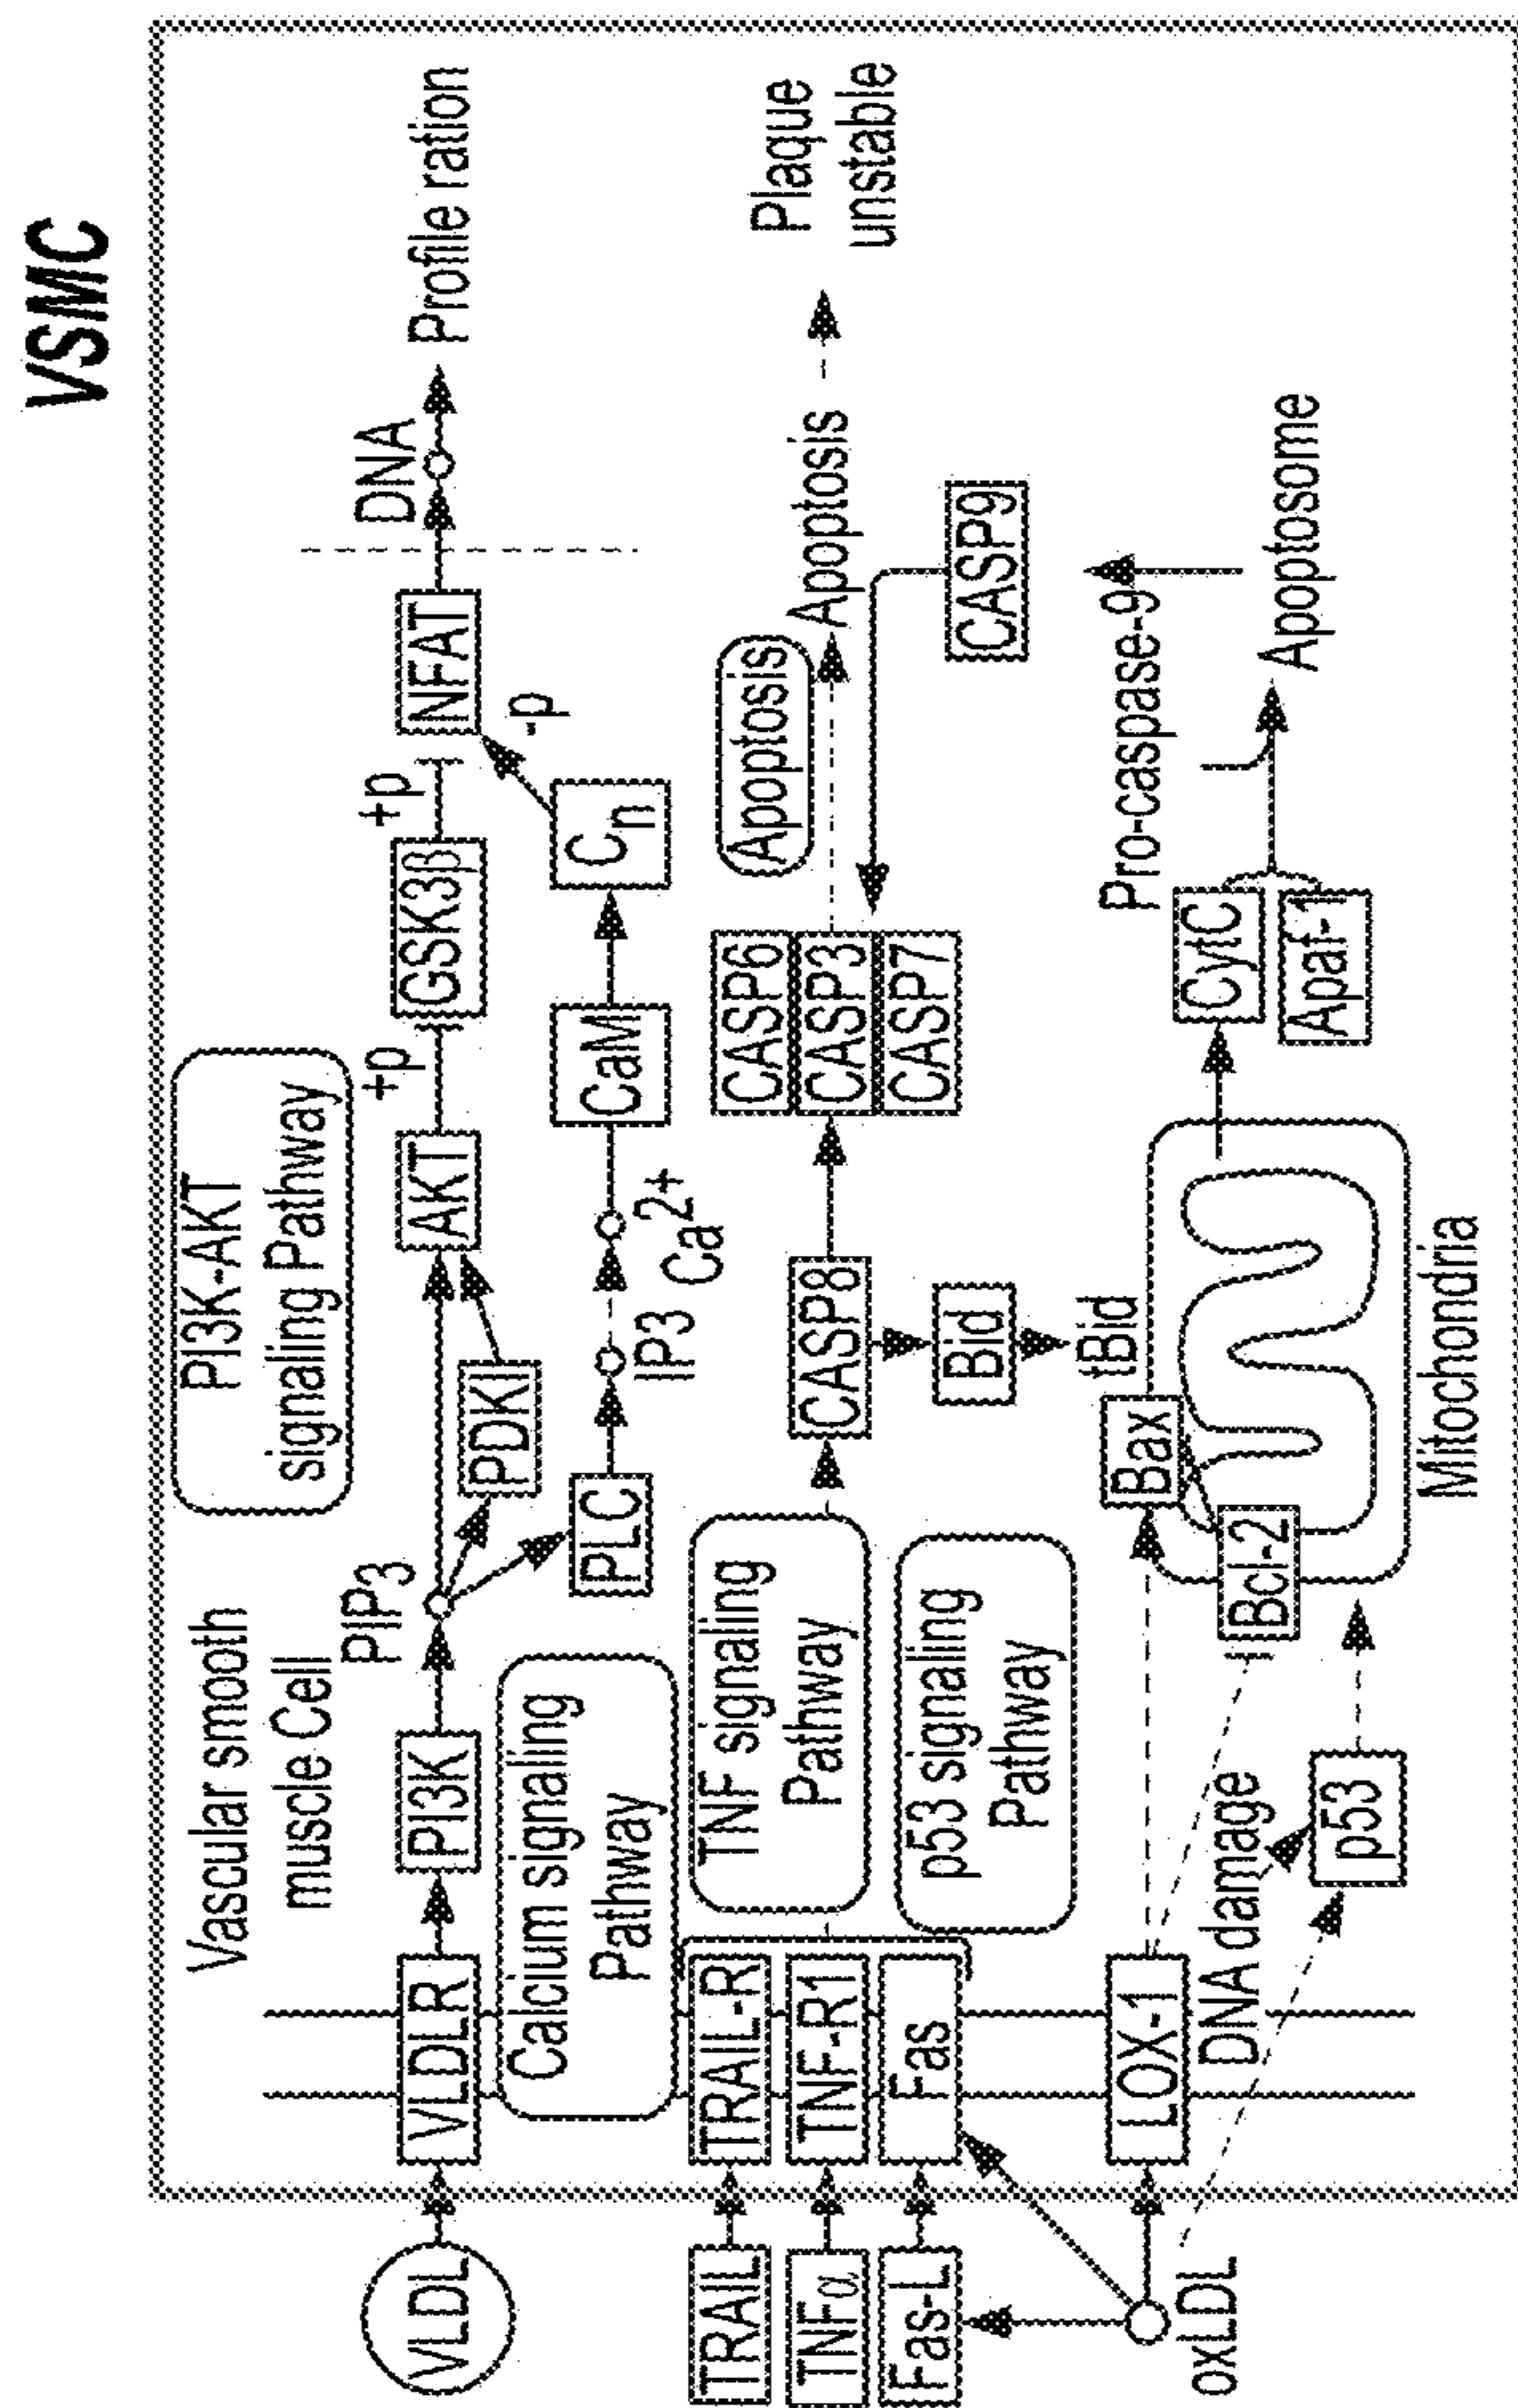 VSMC
Vascular smooth
muscle Cell
PI3K-AKT
signaling Pathway
VLDL
VLDLR
PI3K
PIP3
PDKI
AKT
+p
GSK3β
+p
NFAT
DNA
Profile ration
Calcium signaling
Pathway
PLC
IP3
Ca2+
CaM
Cn
-p
TRAIL
TNFα
Fas-L
TRAIL-R
TNF-R1
Fas
TNF signaling
Pathway
CASP8
CASP6
CASP3
CASP7
Apoptosis
Apoptosis
Plaque
unstable
p53 signaling
Pathway
Bid
tBid
CASP9
oxLDL
LOX-1
DNA damage
p53
Bax
Bcl-2
Mitochondria
CytC
Apaf-1
Pro-caspase-9
Apoptosome